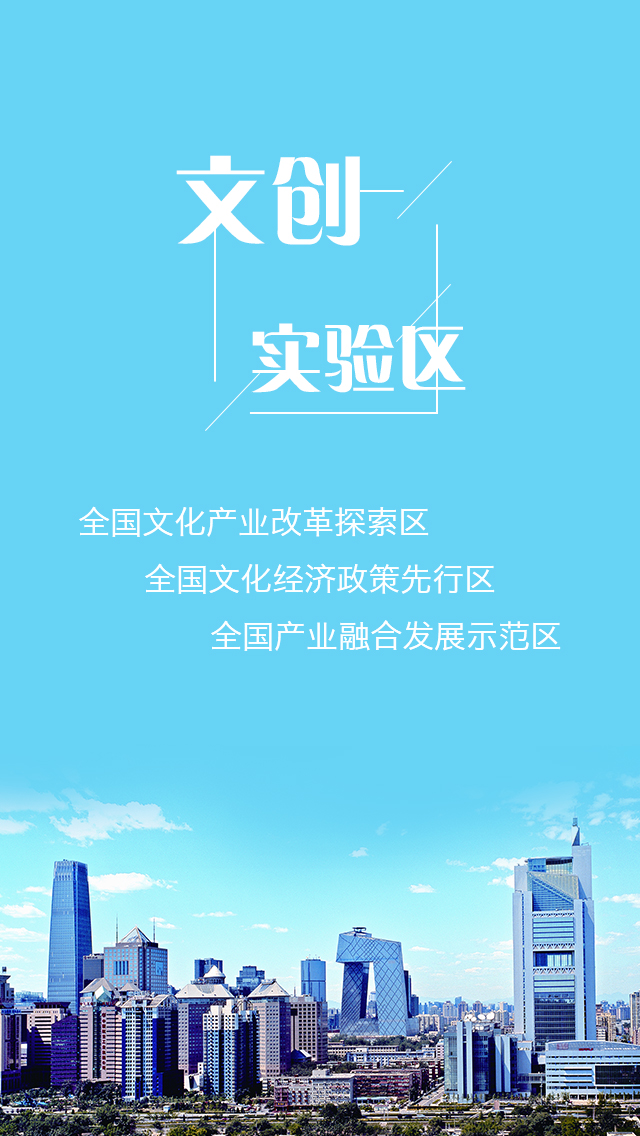 文创
实验区
全国文化产业改革探索区
全国文化经济政策先行区
全国产业融合发展示范区